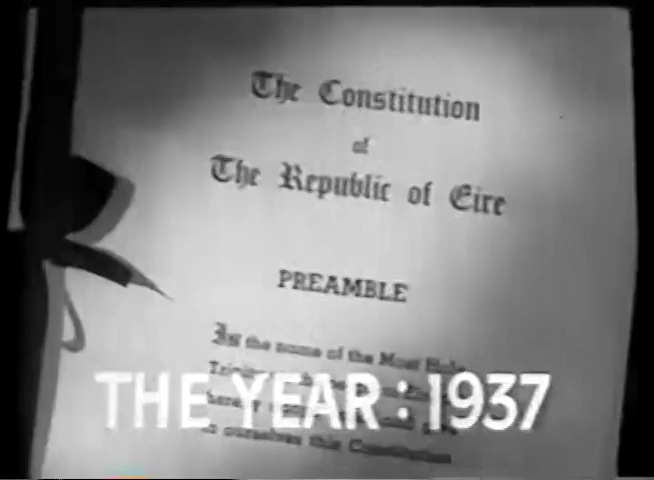 The Constitution
of
The Republic of Eire
PREAMBLE
In the name of the Most Holy
THE YEAR : 1937
to ourselves this Constitution